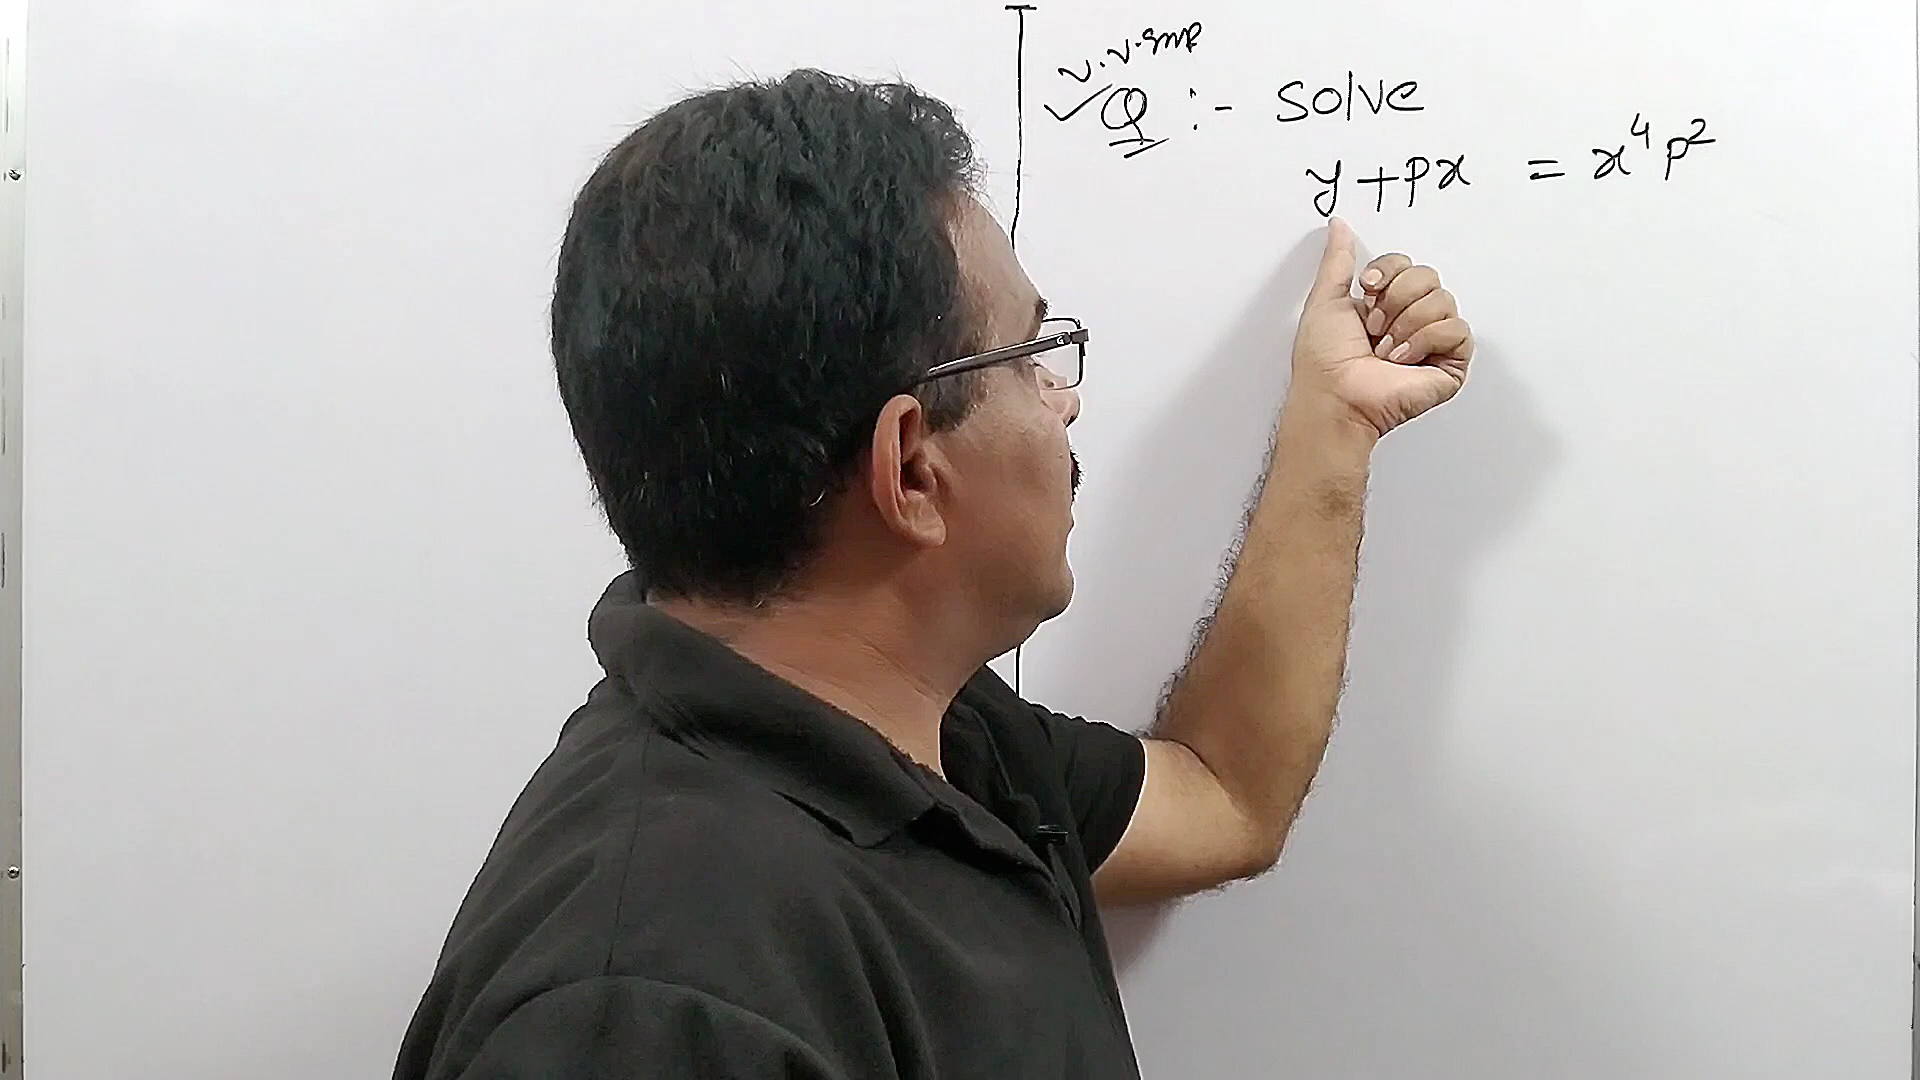 v.v.Imp
Q :- Solve
y + px = x⁴p²